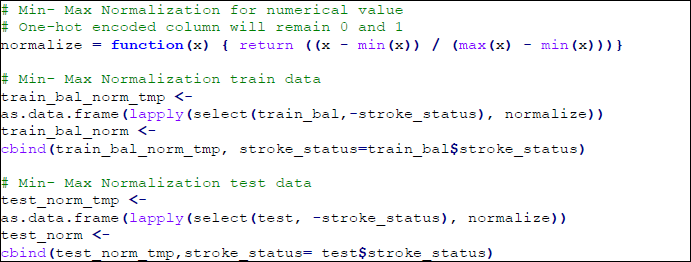 # Min- Max Normalization for numerical value
# One-hot encoded column will remain 0 and 1
normalize = function(x) { return ((x - min(x)) / (max(x) - min(x)))}
# Min- Max Normalization train data
train_bal_norm_tmp <-
as.data.frame(lapply(select(train_bal,-stroke_status), normalize))
train_bal_norm <-
cbind(train_bal_norm_tmp, stroke_status=train_bal$stroke_status)
# Min- Max Normalization test data
test_norm_tmp <-
as.data.frame(lapply(select(test, -stroke_status), normalize))
test_norm <-
cbind(test_norm_tmp,stroke_status= test$stroke_status)